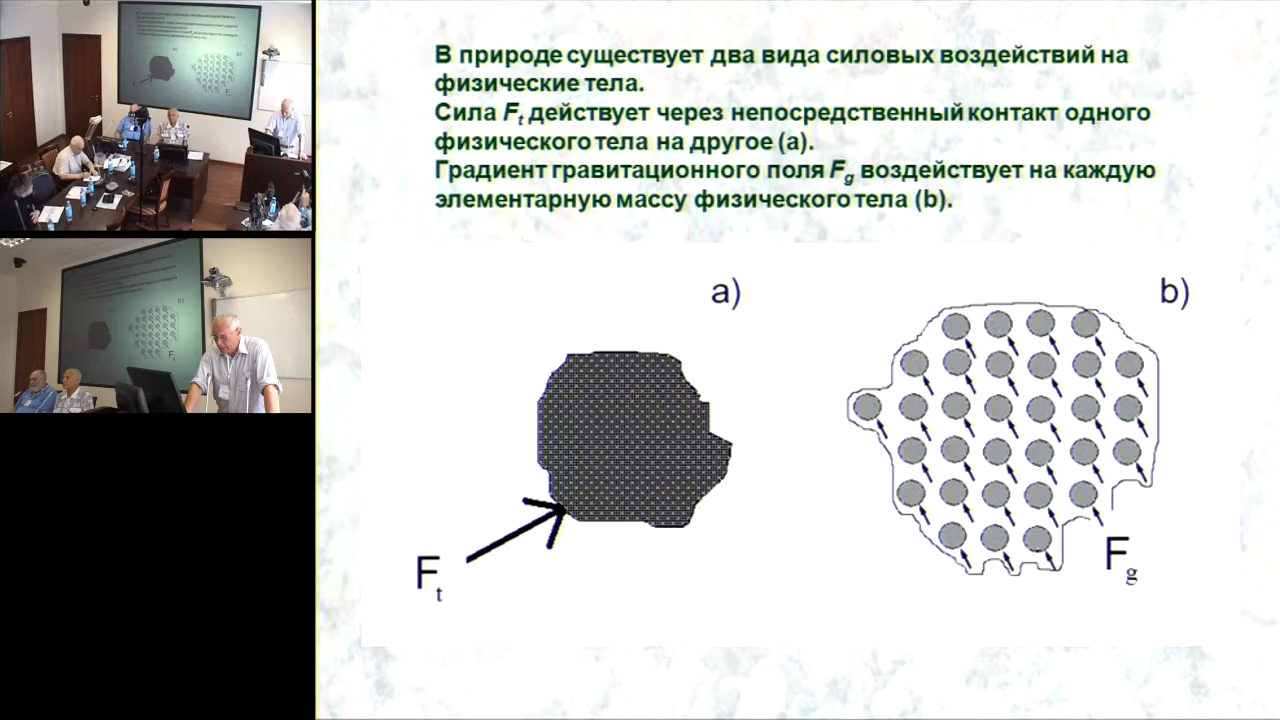 В природе существует два вида силовых воздействий на
физические тела.
Сила Ft действует через непосредственный контакт одного
физического тела на другое (а).
Градиент гравитационного поля Fg воздействует на каждую
элементарную массу физического тела (b).
a)
b)
Ft
Fg